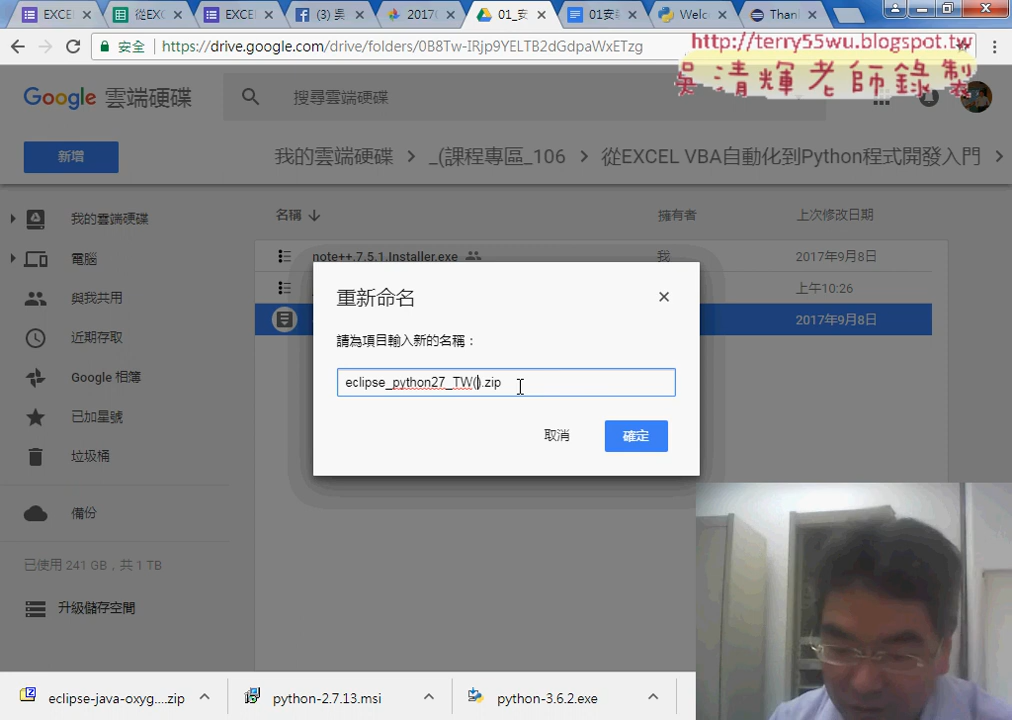 EXCEL
從EXC
EXCEL
(3) 吳
2017
01_安
01安
Welc
Than
安全
https://drive.google.com/drive/folders/0B8Tw-IRjp9YELTB2dGdpaWxETzg
http://terry55wu.blogspot.tw
吳清輝老師錄製
Google 雲端硬碟
搜尋雲端硬碟
新增
我的雲端硬碟
_(課程專區_106
從EXCEL VBA自動化到Python程式開發入門
名稱
擁有者
上次修改日期
我的雲端硬碟
電腦
與我共用
近期存取
Google 相簿
已加星號
垃圾桶
備份
已使用 241 GB，共 1 TB
升級儲存空間
note++.7.5.1.Installer.exe
我
2017年9月8日
上午10:26
2017年9月8日
重新命名
請為項目輸入新的名稱：
eclipse_python27_TW().zip
取消
確定
eclipse-java-oxyg....zip
python-2.7.13.msi
python-3.6.2.exe